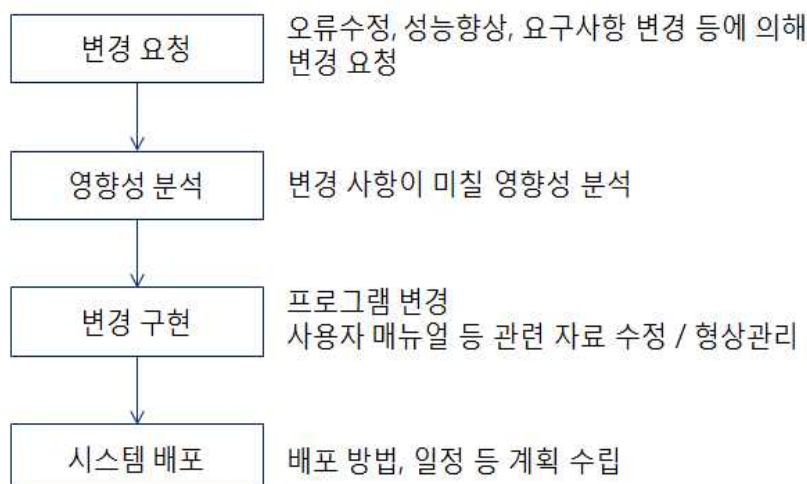 변경 요청
오류수정, 성능향상, 요구사항 변경 등에 의해
변경 요청
영향성 분석
변경 사항이 미칠 영향성 분석
변경 구현
프로그램 변경
사용자 매뉴얼 등 관련 자료 수정 / 형상관리
시스템 배포
배포 방법, 일정 등 계획 수립